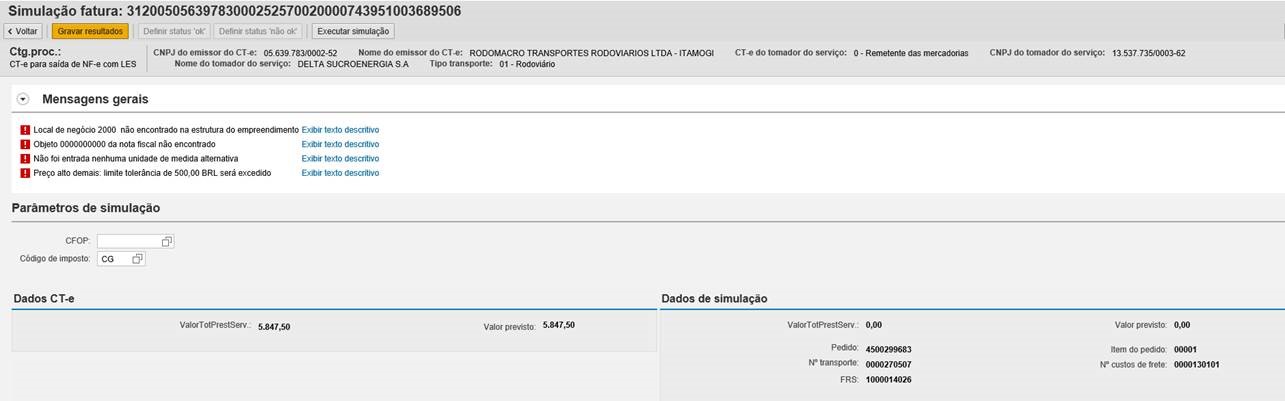 Simulação fatura: 31200505639783000252570020000743951003689506
Voltar Gravar resultados Definir status 'ok' Definir status 'não ok' Executar simulação
Ctg.proc.: CNPJ do emissor do CT-e: 05.639.783/0002-52 Nome do emissor do CT-e: RODOMACRO TRANSPORTES RODOVIARIOS LTDA - ITAMOGI CT-e do tomador do serviço: 0 - Remetente das mercadorias CNPJ do tomador do serviço: 13.537.735/0003-62
CT-e para saída de NF-e com LES Nome do tomador do serviço: DELTA SUCROENERGIA S.A Tipo transporte: 01 - Rodoviário
Mensagens gerais
Local de negócio 2000 não encontrado na estrutura do empreendimento Exibir texto descritivo
Objeto 0000000000 da nota fiscal não encontrado Exibir texto descritivo
Não foi entrada nenhuma unidade de medida alternativa Exibir texto descritivo
Preço alto demais: limite tolerância de 500,00 BRL será excedido Exibir texto descritivo
Parâmetros de simulação
CFOP:
Código de imposto: CG
Dados CT-e Dados de simulação
ValorTotPrestServ.: 5.847,50 Valor previsto: 5.847,50 ValorTotPrestServ.: 0,00 Valor previsto: 0,00
Pedido: 4500299683 Item do pedido: 00001
Nº transporte: 0000270507 Nº custos de frete: 0000130101
FRS: 1000014026